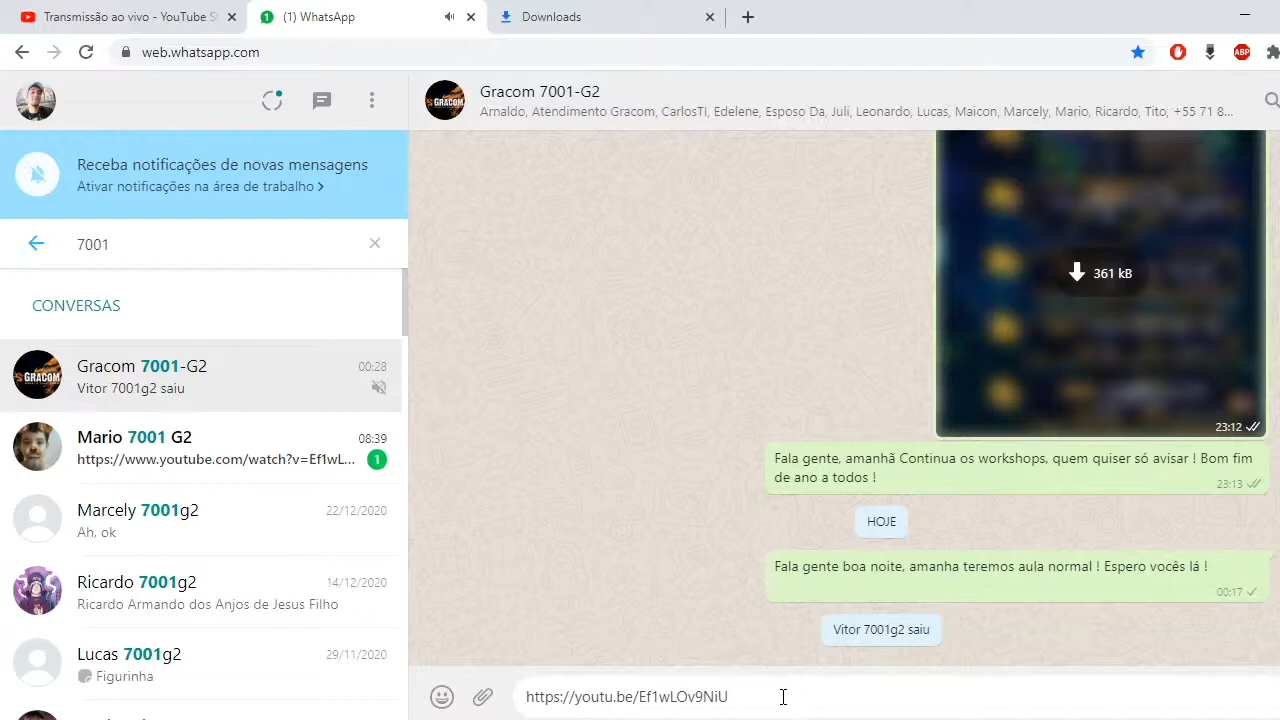 Transmissão ao vivo - YouTube S
(1) WhatsApp
Downloads
web.whatsapp.com
ABP
GRACOM
Gracom 7001-G2
Arnaldo, Atendimento Gracom, CarlosTI, Edelene, Esposo Da, Juli, Leonardo, Lucas, Maicon, Marcely, Mario, Ricardo, Tito, +55 71 8...
Receba notificações de novas mensagens
Ativar notificações na área de trabalho >
7001
CONVERSAS
GRACOM
Gracom 7001-G2
00:28
Vitor 7001g2 saiu
Mario 7001 G2
08:39
https://www.youtube.com/watch?v=Ef1wL...
1
Marcely 7001g2
22/12/2020
Ah, ok
Ricardo 7001g2
14/12/2020
Ricardo Armando dos Anjos de Jesus Filho
Lucas 7001g2
29/11/2020
Figurinha
361 kB
23:12
Fala gente, amanhã Continua os workshops, quem quiser só avisar ! Bom fim
de ano a todos !
23:13
HOJE
Fala gente boa noite, amanha teremos aula normal ! Espero vocês lá !
00:17
Vitor 7001g2 saiu
https://youtu.be/Ef1wLOv9NiU